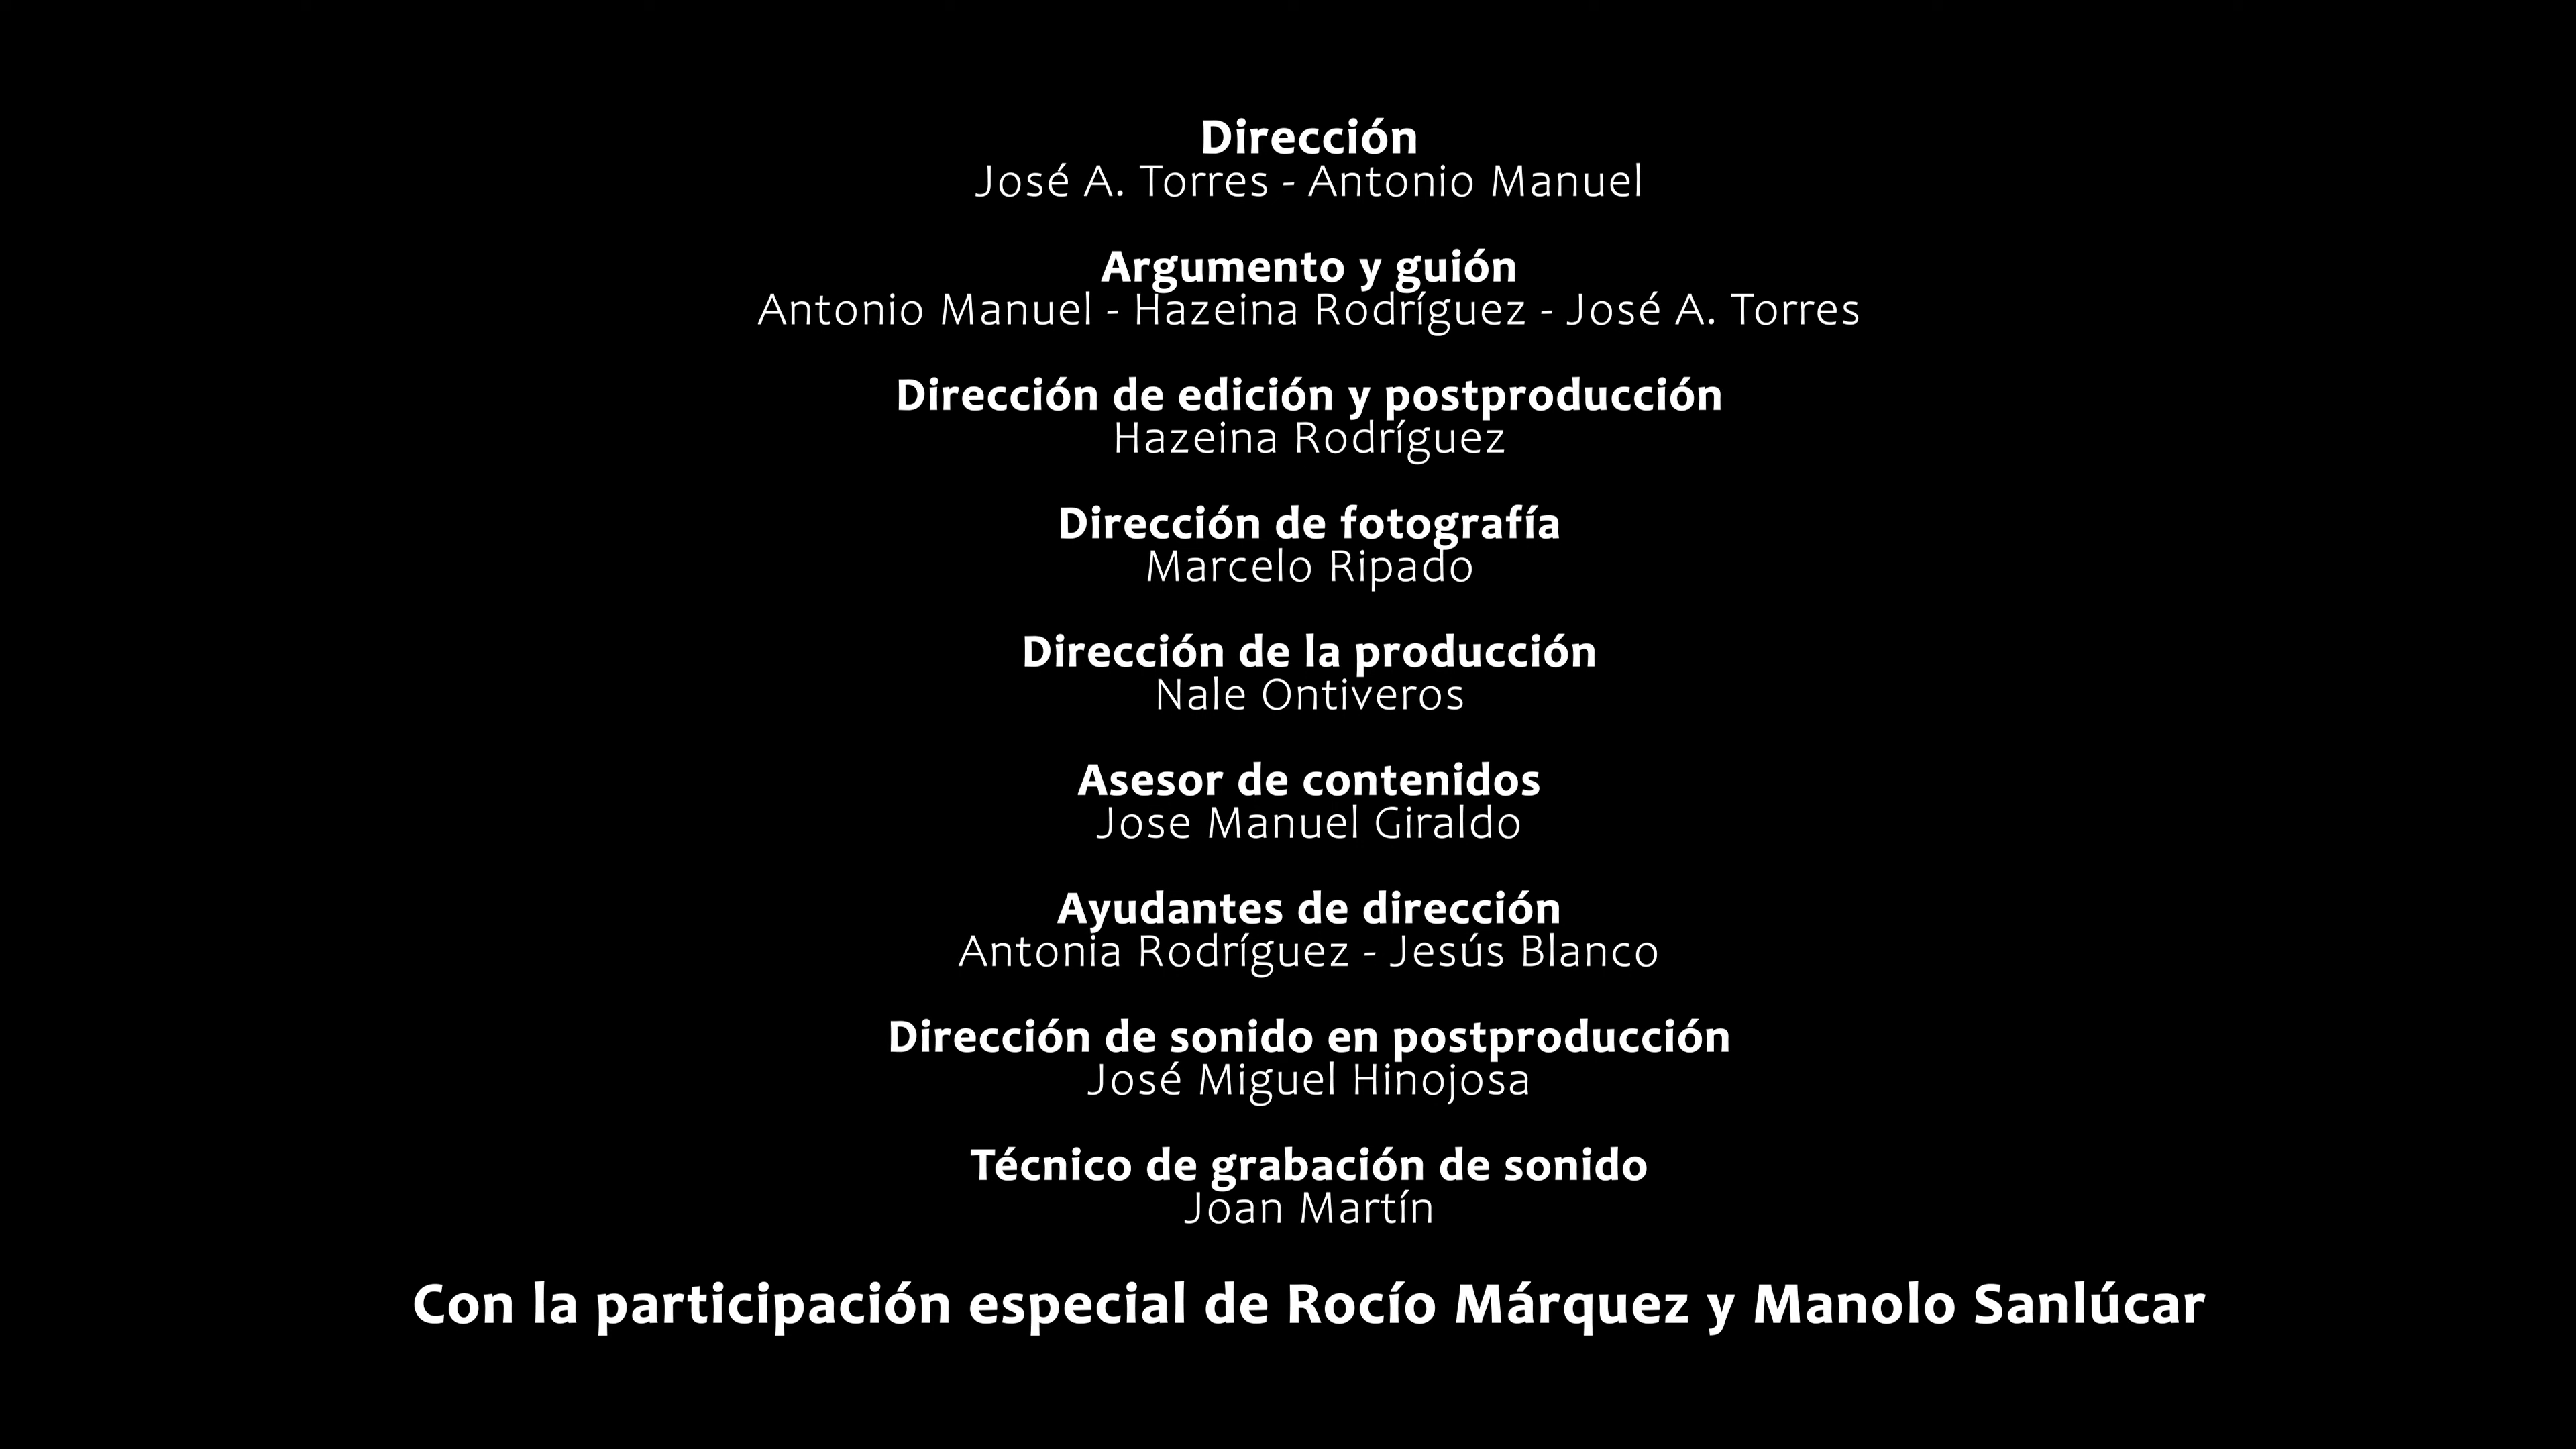 Dirección
José A. Torres - Antonio Manuel
Argumento y guión
Antonio Manuel - Hazeina Rodríguez - José A. Torres
Dirección de edición y postproducción
Hazeina Rodríguez
Dirección de fotografía
Marcelo Ripado
Dirección de la producción
Nale Ontiveros
Asesor de contenidos
Jose Manuel Giraldo
Ayudantes de dirección
Antonia Rodríguez - Jesús Blanco
Dirección de sonido en postproducción
José Miguel Hinojosa
Técnico de grabación de sonido
Joan Martín
Con la participación especial de Rocío Márquez y Manolo Sanlúcar